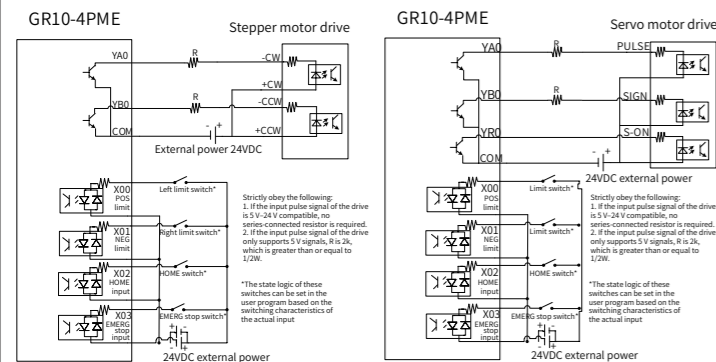 GR10-4PME
Stepper motor drive
YA0
R
-CW
+CW
YB0
R
-CCW
COM
- +
+CCW
External power 24VDC
X00
POS
limit
Left limit switch*
X01
NEG
limit
Right limit switch*
X02
HOME
input
HOME switch*
X03
EMERG
stop
input
EMERG stop switch*
24VDC external power
Strictly obey the following:
1. If the input pulse signal of the drive
is 5 V–24 V compatible, no
series-connected resistor is required.
2. If the input pulse signal of the drive
only supports 5 V signals, R is 2k,
which is greater than or equal to
1/2W.
*The state logic of these
switches can be set in the
user program based on the
switching characteristics of
the actual input
GR10-4PME
Servo motor drive
YA0
R
PULSE
YB0
R
SIGN
YR0
S-ON
COM
- +
24VDC external power
X00
POS
limit
Limit switch*
X01
NEG
limit
Limit switch*
X02
HOME
input
HOME switch*
X03
EMERG
stop
input
EMERG stop switch*
24VDC external power
Strictly obey the following:
1. If the input pulse signal of the drive
is 5 V–24 V compatible, no
series-connected resistor is required.
2. If the input pulse signal of the drive
only supports 5 V signals, R is 2k,
which is greater than or equal to
1/2W.
*The state logic of these
switches can be set in the
user program based on the
switching characteristics of
the actual input